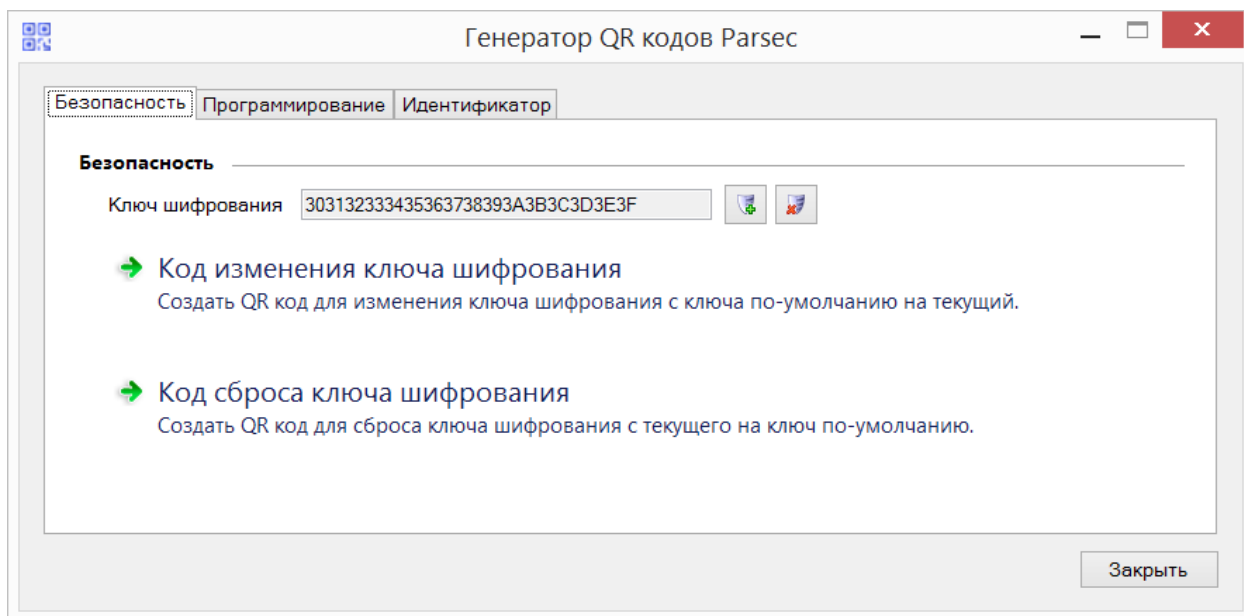 Генератор QR кодов Parsec
Безопасность Программирование Идентификатор
Безопасность
Ключ шифрования 303132333435363738393A3B3C3D3E3F
Код изменения ключа шифрования
Создать QR код для изменения ключа шифрования с ключа по-умолчанию на текущий.
Код сброса ключа шифрования
Создать QR код для сброса ключа шифрования с текущего на ключ по-умолчанию.
Закрыть